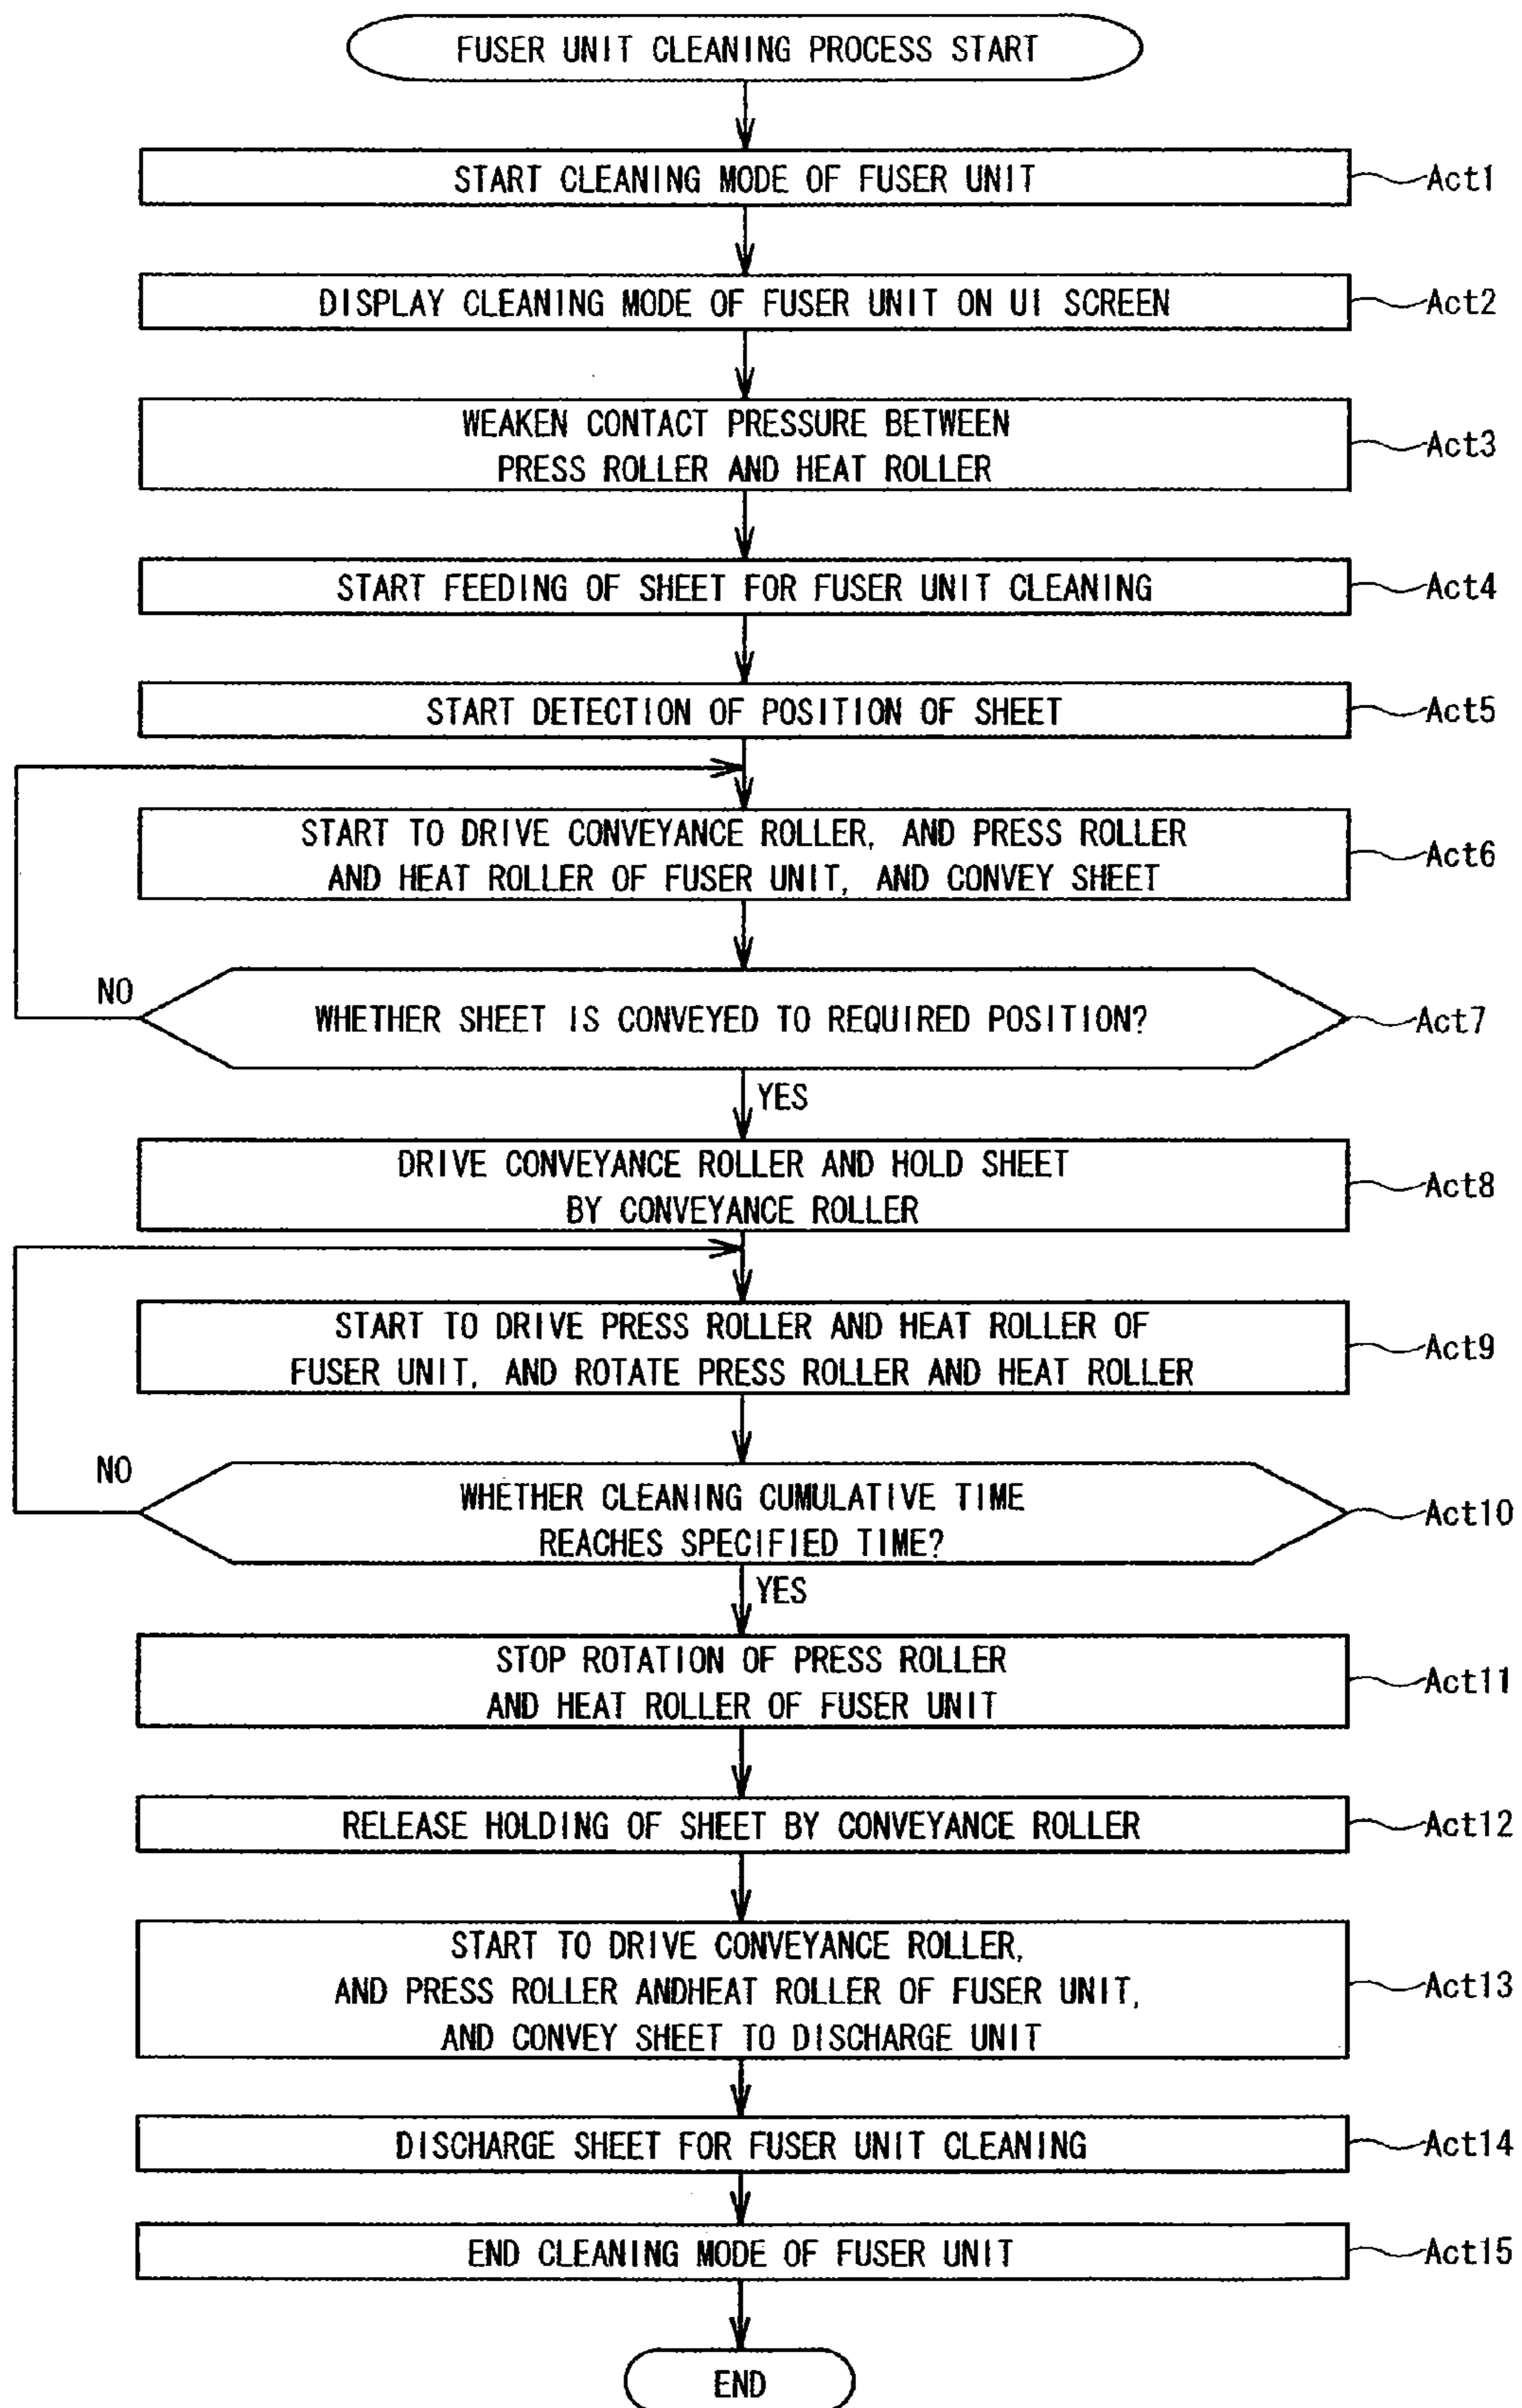 FUSER UNIT CLEANING PROCESS START
START CLEANING MODE OF FUSER UNIT
Act1
DISPLAY CLEANING MODE OF FUSER UNIT ON UI SCREEN
Act2
WEAKEN CONTACT PRESSURE BETWEEN
PRESS ROLLER AND HEAT ROLLER
Act3
START FEEDING OF SHEET FOR FUSER UNIT CLEANING
Act4
START DETECTION OF POSITION OF SHEET
Act5
START TO DRIVE CONVEYANCE ROLLER, AND PRESS ROLLER
AND HEAT ROLLER OF FUSER UNIT, AND CONVEY SHEET
Act6
NO
WHETHER SHEET IS CONVEYED TO REQUIRED POSITION?
Act7
YES
DRIVE CONVEYANCE ROLLER AND HOLD SHEET
BY CONVEYANCE ROLLER
Act8
START TO DRIVE PRESS ROLLER AND HEAT ROLLER OF
FUSER UNIT, AND ROTATE PRESS ROLLER AND HEAT ROLLER
Act9
NO
WHETHER CLEANING CUMULATIVE TIME
REACHES SPECIFIED TIME?
Act10
YES
STOP ROTATION OF PRESS ROLLER
AND HEAT ROLLER OF FUSER UNIT
Act11
RELEASE HOLDING OF SHEET BY CONVEYANCE ROLLER
Act12
START TO DRIVE CONVEYANCE ROLLER,
AND PRESS ROLLER ANDHEAT ROLLER OF FUSER UNIT,
AND CONVEY SHEET TO DISCHARGE UNIT
Act13
DISCHARGE SHEET FOR FUSER UNIT CLEANING
Act14
END CLEANING MODE OF FUSER UNIT
Act15
END